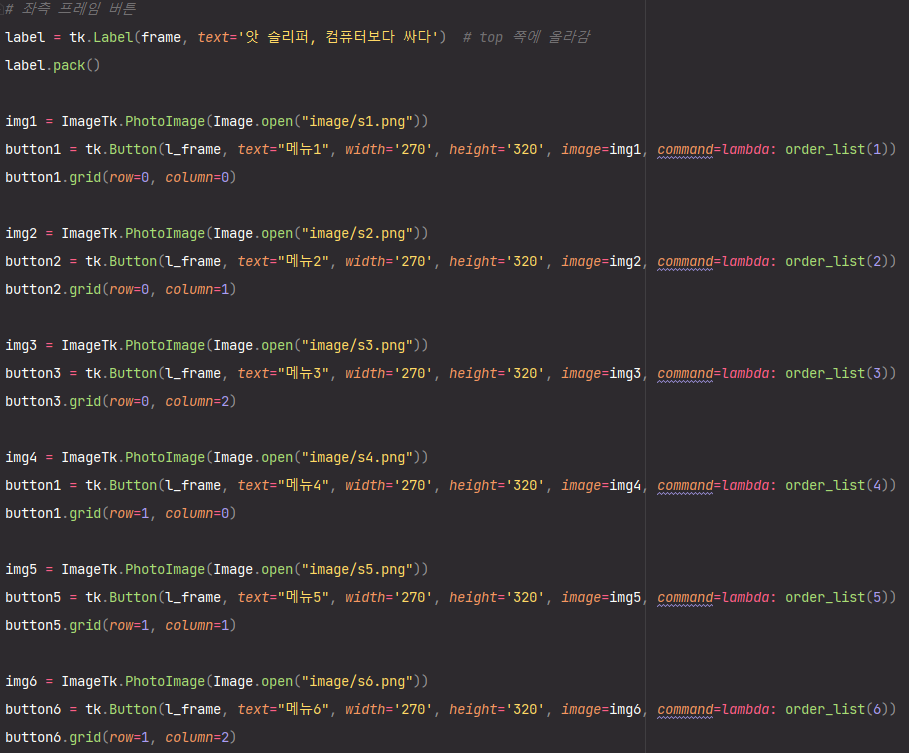 # 좌측 프레임 버튼
label = tk.Label(frame, text='앗 슬리퍼, 컴퓨터보다 싸다')  # top 쪽에 올라감
label.pack()
img1 = ImageTk.PhotoImage(Image.open("image/s1.png"))
button1 = tk.Button(l_frame, text="메뉴1", width='270', height='320', image=img1, command=lambda: order_list(1))
button1.grid(row=0, column=0)
img2 = ImageTk.PhotoImage(Image.open("image/s2.png"))
button2 = tk.Button(l_frame, text="메뉴2", width='270', height='320', image=img2, command=lambda: order_list(2))
button2.grid(row=0, column=1)
img3 = ImageTk.PhotoImage(Image.open("image/s3.png"))
button3 = tk.Button(l_frame, text="메뉴3", width='270', height='320', image=img3, command=lambda: order_list(3))
button3.grid(row=0, column=2)
img4 = ImageTk.PhotoImage(Image.open("image/s4.png"))
button1 = tk.Button(l_frame, text="메뉴4", width='270', height='320', image=img4, command=lambda: order_list(4))
button1.grid(row=1, column=0)
img5 = ImageTk.PhotoImage(Image.open("image/s5.png"))
button5 = tk.Button(l_frame, text="메뉴5", width='270', height='320', image=img5, command=lambda: order_list(5))
button5.grid(row=1, column=1)
img6 = ImageTk.PhotoImage(Image.open("image/s6.png"))
button6 = tk.Button(l_frame, text="메뉴6", width='270', height='320', image=img6, command=lambda: order_list(6))
button6.grid(row=1, column=2)